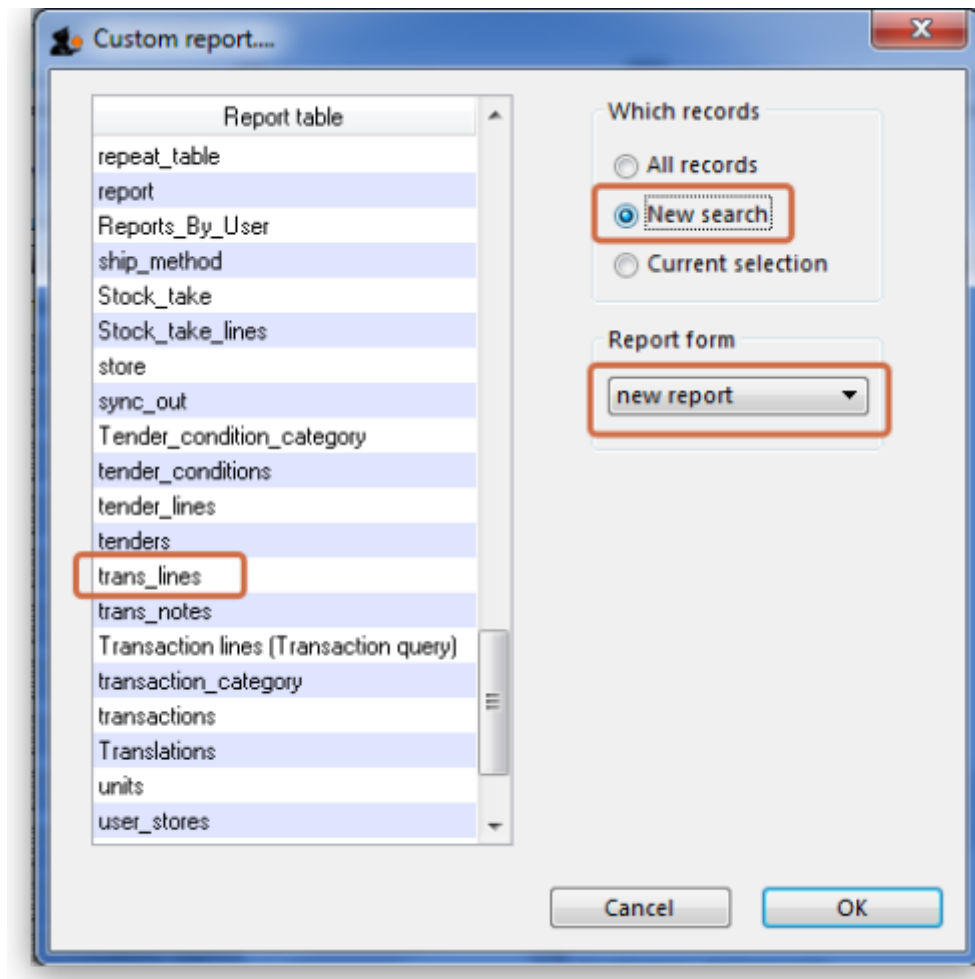 Custom report....
Report table
repeat_table
report
Reports_By_User
ship_method
Stock_take
Stock_take_lines
store
sync_out
Tender_condition_category
tender_conditions
tender_lines
tenders
trans_lines
trans_notes
Transaction lines (Transaction query)
transaction_category
transactions
Translations
units
user_stores
Which records
All records
New search
Current selection
Report form
new report
Cancel
OK